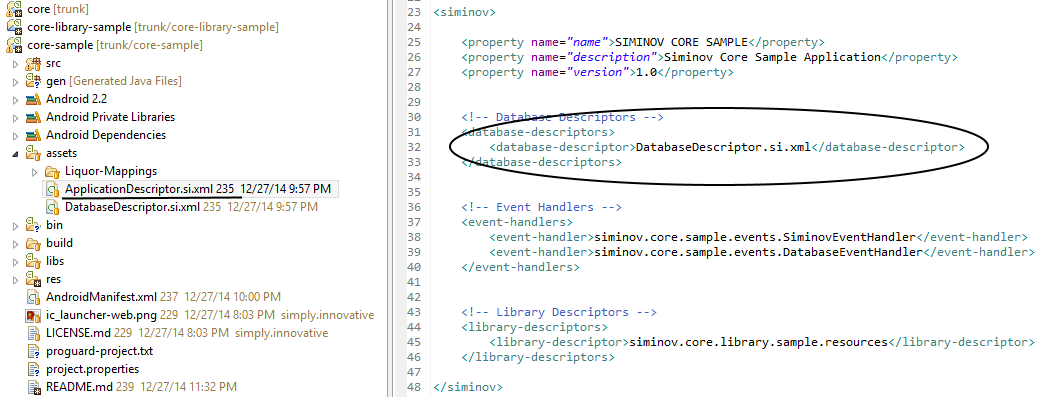 core [trunk]
core-library-sample [trunk/core-library-sample]
core-sample [trunk/core-sample]
src
gen [Generated Java Files]
Android 2.2
Android Private Libraries
Android Dependencies
assets
Liquor-Mappings
ApplicationDescriptor.si.xml 235 12/27/14 9:57 PM
DatabaseDescriptor.si.xml 235 12/27/14 9:57 PM
bin
build
libs
res
AndroidManifest.xml 237 12/27/14 10:00 PM
ic_launcher-web.png 229 12/27/14 8:03 PM simply.innovative
LICENSE.md 229 12/27/14 8:03 PM simply.innovative
proguard-project.txt
project.properties
README.md 239 12/27/14 11:32 PM
22
23 <siminov>
24
25 <property name="name">SIMINOV CORE SAMPLE</property>
26 <property name="description">Siminov Core Sample Application</property>
27 <property name="version">1.0</property>
28
29
30 <!-- Database Descriptors -->
31 <database-descriptors>
32 <database-descriptor>DatabaseDescriptor.si.xml</database-descriptor>
33 </database-descriptors>
34
35
36 <!-- Event Handlers -->
37 <event-handlers>
38 <event-handler>siminov.core.sample.events.SiminovEventHandler</event-handler>
39 <event-handler>siminov.core.sample.events.DatabaseEventHandler</event-handler>
40 </event-handlers>
41
42
43 <!-- Library Descriptors -->
44 <library-descriptors>
45 <library-descriptor>siminov.core.library.sample.resources</library-descriptor>
46 </library-descriptors>
47
48 </siminov>